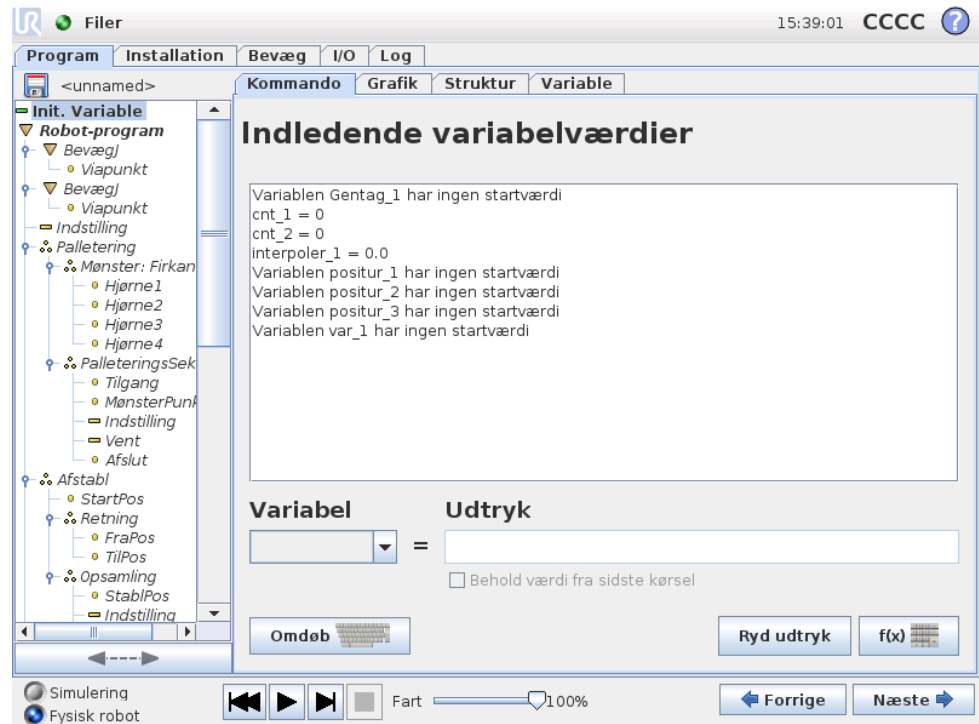 UR Filer 15:39:01 CCCC ?
Program Installation Bevæg I/O Log
<unnamed>
Kommando Grafik Struktur Variable
Init. Variable
Robot-program
BevægJ
Viapunkt
BevægJ
Viapunkt
Indstilling
Palletering
Mønster: Firkan
Hjørne1
Hjørne2
Hjørne3
Hjørne4
PalleteringsSek
Tilgang
MønsterPunk
Indstilling
Vent
Afslut
Afstabl
StartPos
Retning
FraPos
TilPos
Opsamling
StablPos
Indstilling
Indledende variabelværdier
Variablen Gentag_1 har ingen startværdi
cnt_1 = 0
cnt_2 = 0
interpoler_1 = 0.0
Variablen positur_1 har ingen startværdi
Variablen positur_2 har ingen startværdi
Variablen positur_3 har ingen startværdi
Variablen var_1 har ingen startværdi
Variabel Udtryk
=
Behold værdi fra sidste kørsel
Omdøb Ryd udtryk f(x)
Simulering
Fysisk robot
Fart 100%
Forrige Næste